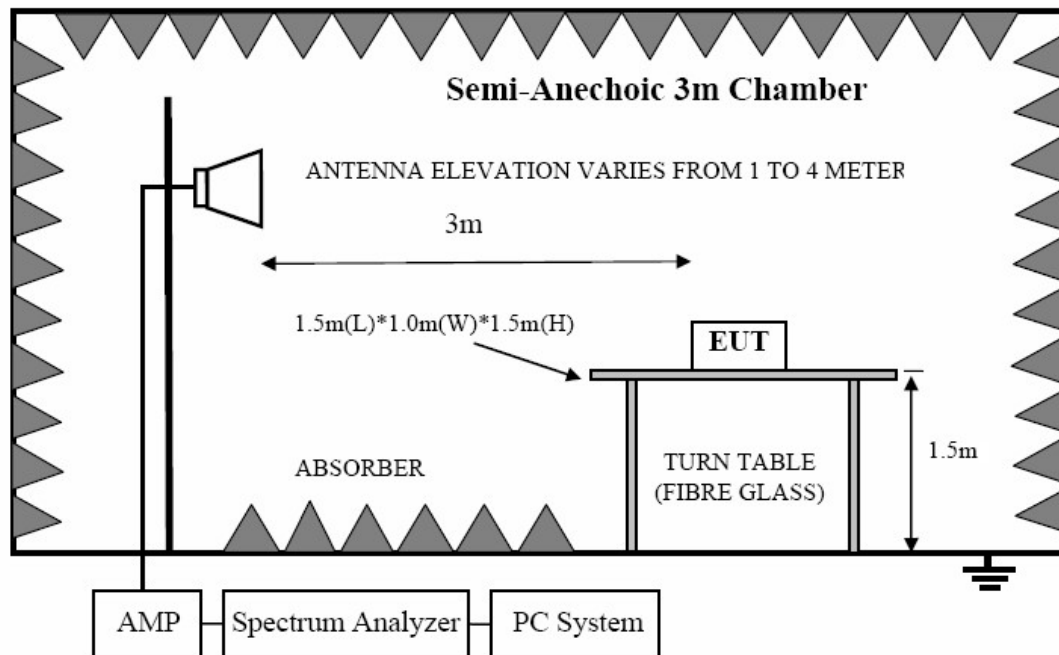 Semi-Anechoic 3m Chamber
ANTENNA ELEVATION VARIES FROM 1 TO 4 METER
3m
1.5m(L)*1.0m(W)*1.5m(H)
EUT
1.5m
ABSORBER
TURN TABLE
(FIBRE GLASS)
AMP
Spectrum Analyzer
PC System